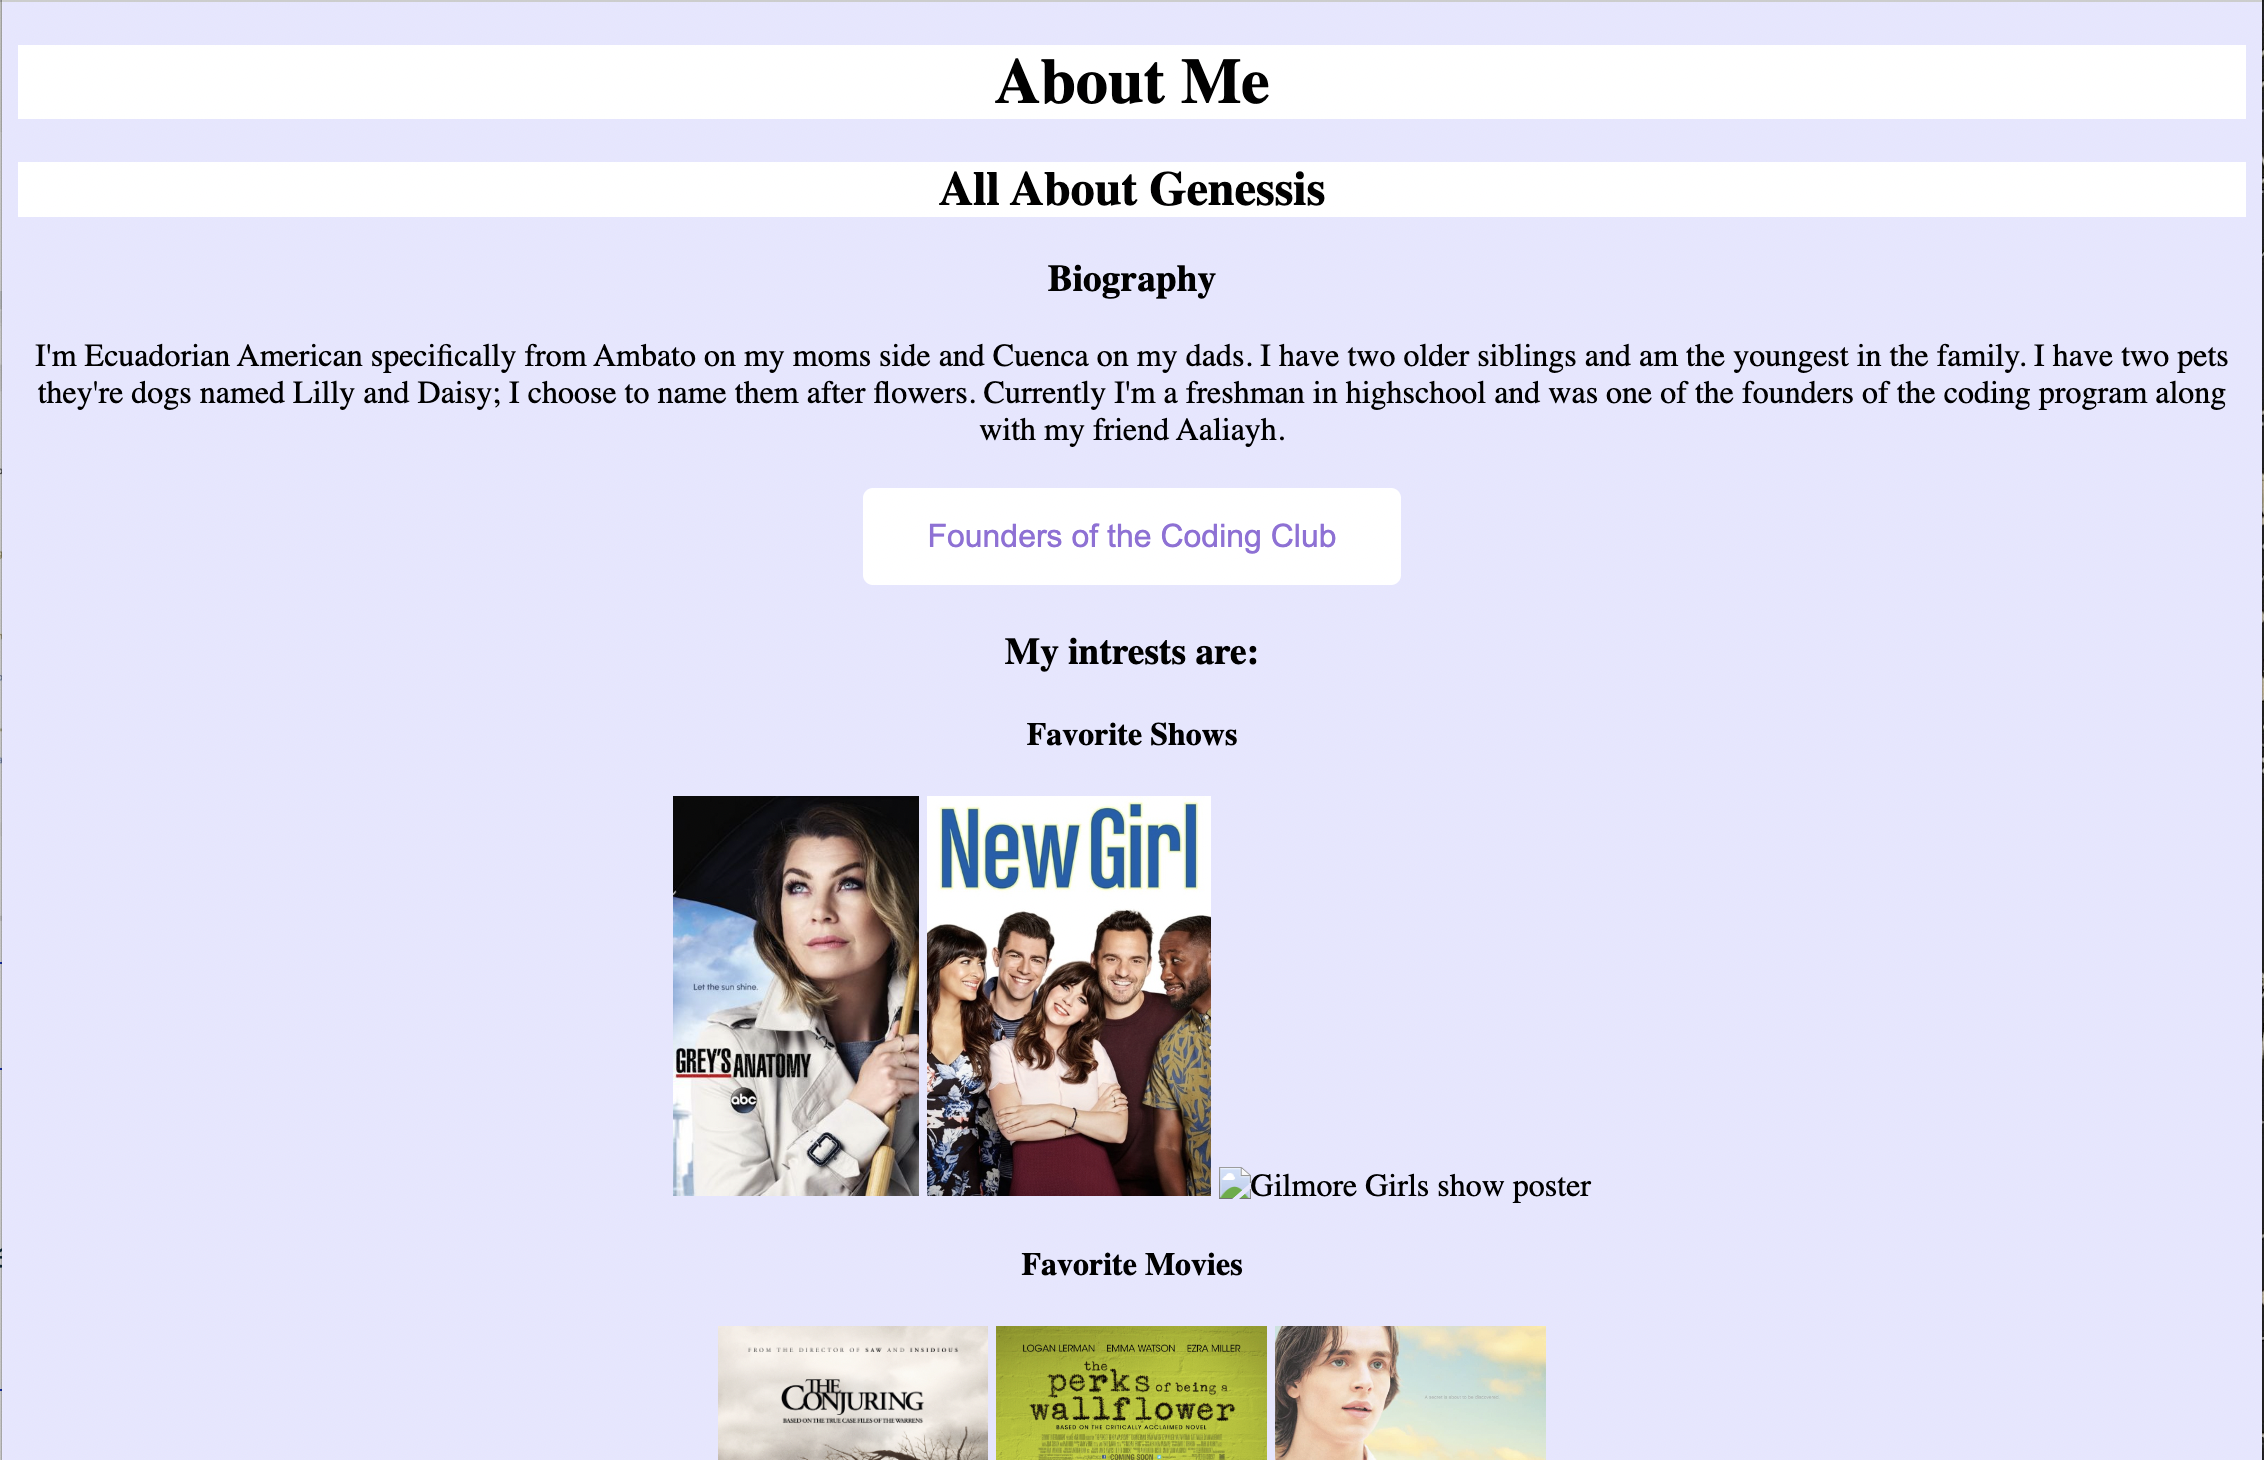 About Me
All About Genessis
Biography
I'm Ecuadorian American specifically from Ambato on my moms side and Cuenca on my dads. I have two older siblings and am the youngest in the family. I have two pets
they're dogs named Lilly and Daisy; I choose to name them after flowers. Currently I'm a freshman in highschool and was one of the founders of the coding program along
with my friend Aaliayh.
Founders of the Coding Club
My intrests are:
Favorite Shows
New Girl
Let the sun shine.
GREY'S ANATOMY
abc
Gilmore Girls show poster
Favorite Movies
FROM THE DIRECTOR OF SAW AND INSIDIOUS
THE
CONJURING
BASED ON THE TRUE CASE FILES OF THE WARRENS
LOGAN LERMAN EMMA WATSON EZRA MILLER
the
perks of being a
wallflower
BASED ON THE CRITICALLY ACCLAIMED NOVEL
COMING SOON